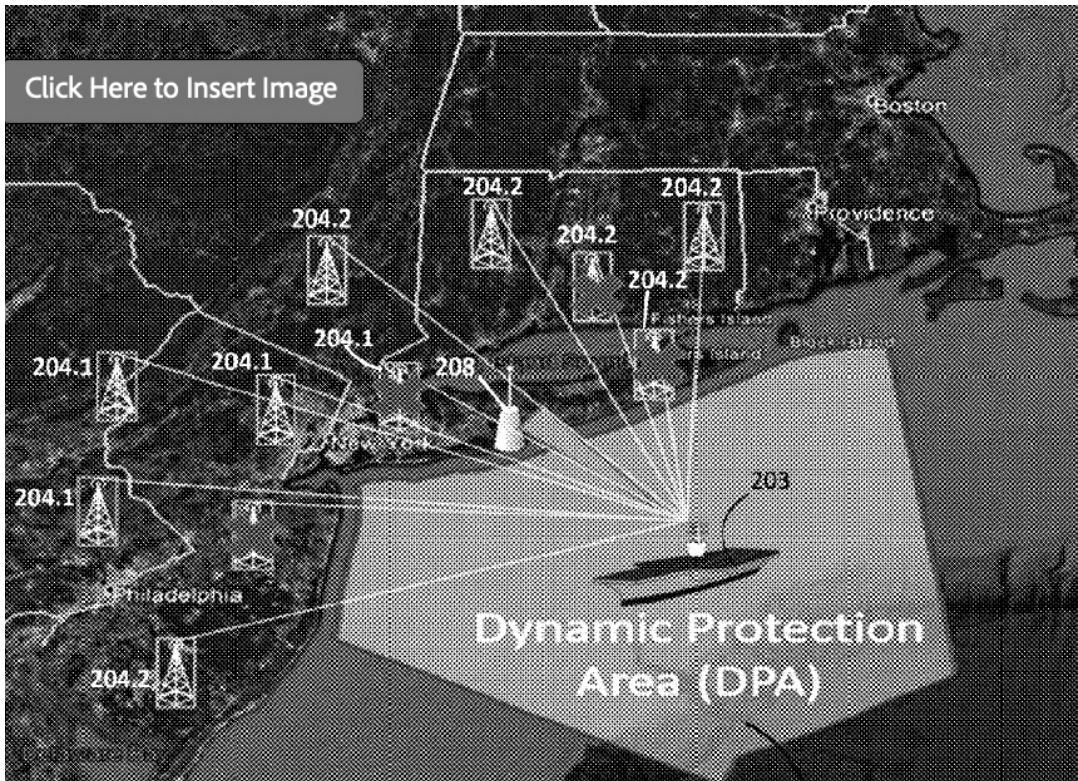 Click Here to Insert Image
Boston
204.2
204.2
204.2
Providence
204.2
204.2
Fishers Island
204.1
Block Island
Island
204.1
204.1
208
New York
203
204.1
Philadelphia
Dynamic Protection
Area (DPA)
204.2